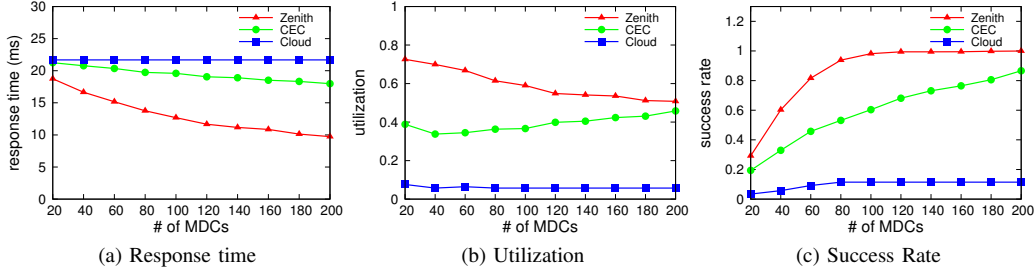 Zenith
CEC
Cloud
30
25
20
15
10
5
0
response time (ms)
20 40 60 80 100 120 140 160 180 200
# of MDCs
(a) Response time
Zenith
CEC
Cloud
1
0.8
0.6
0.4
0.2
0
utilization
20 40 60 80 100 120 140 160 180 200
# of MDCs
(b) Utilization
Zenith
CEC
Cloud
1.2
1
0.8
0.6
0.4
0.2
0
success rate
20 40 60 80 100 120 140 160 180 200
# of MDCs
(c) Success Rate